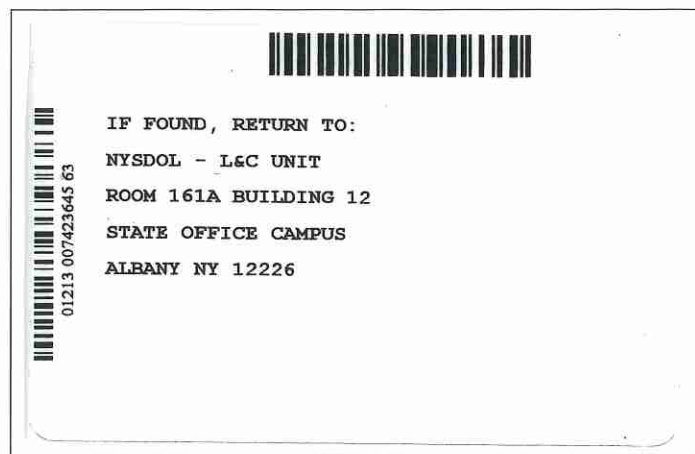 IF FOUND, RETURN TO:
NYSDOL - L&C UNIT
ROOM 161A BUILDING 12
STATE OFFICE CAMPUS
ALBANY NY 12226
01213 007423645 63